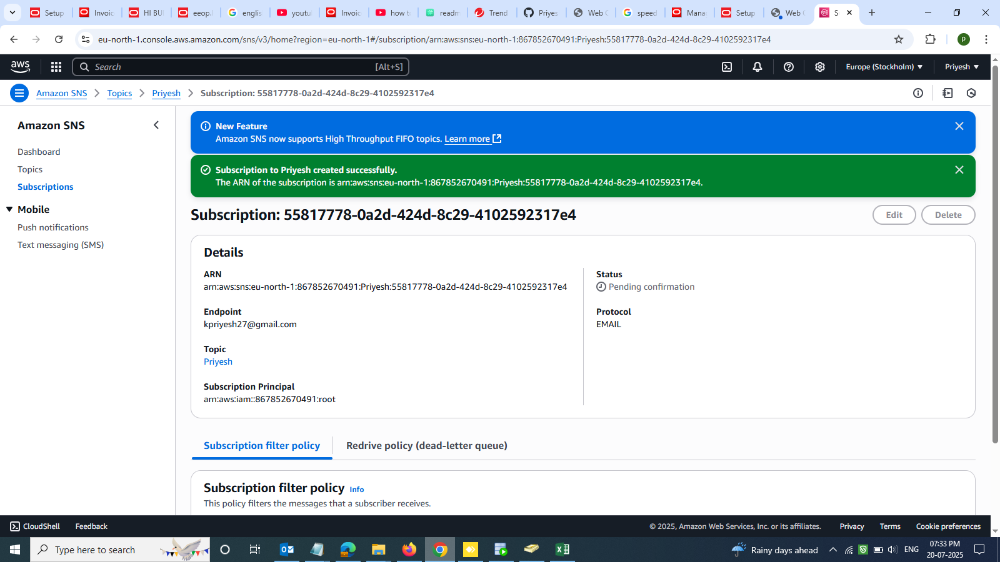 Setup
Invoic
HI BUI
eeopJ
englis
youtu
Invoic
how t
readm
Trend
Priyes
Web C
speed
Mana
Setup
Web C
S
eu-north-1.console.aws.amazon.com/sns/v3/home?region=eu-north-1#/subscription/arn:aws:sns:eu-north-1:867852670491:Priyesh:55817778-0a2d-424d-8c29-4102592317e4
p
aws
Search
[Alt+S]
Europe (Stockholm)
Priyesh
Amazon SNS
Topics
Priyesh
Subscription: 55817778-0a2d-424d-8c29-4102592317e4
Amazon SNS
Dashboard
Topics
Subscriptions
Mobile
Push notifications
Text messaging (SMS)
New Feature
Amazon SNS now supports High Throughput FIFO topics. Learn more
Subscription to Priyesh created successfully.
The ARN of the subscription is arn:aws:sns:eu-north-1:867852670491:Priyesh:55817778-0a2d-424d-8c29-4102592317e4.
Subscription: 55817778-0a2d-424d-8c29-4102592317e4
Edit
Delete
Details
ARN
arn:aws:sns:eu-north-1:867852670491:Priyesh:55817778-0a2d-424d-8c29-4102592317e4
Endpoint
kpriyesh27@gmail.com
Topic
Priyesh
Subscription Principal
arn:aws:iam::867852670491:root
Status
Pending confirmation
Protocol
EMAIL
Subscription filter policy
Redrive policy (dead-letter queue)
Subscription filter policy Info
This policy filters the messages that a subscriber receives.
CloudShell
Feedback
© 2025, Amazon Web Services, Inc. or its affiliates.
Privacy
Terms
Cookie preferences
Type here to search
Rainy days ahead
ENG
07:33 PM
20-07-2025